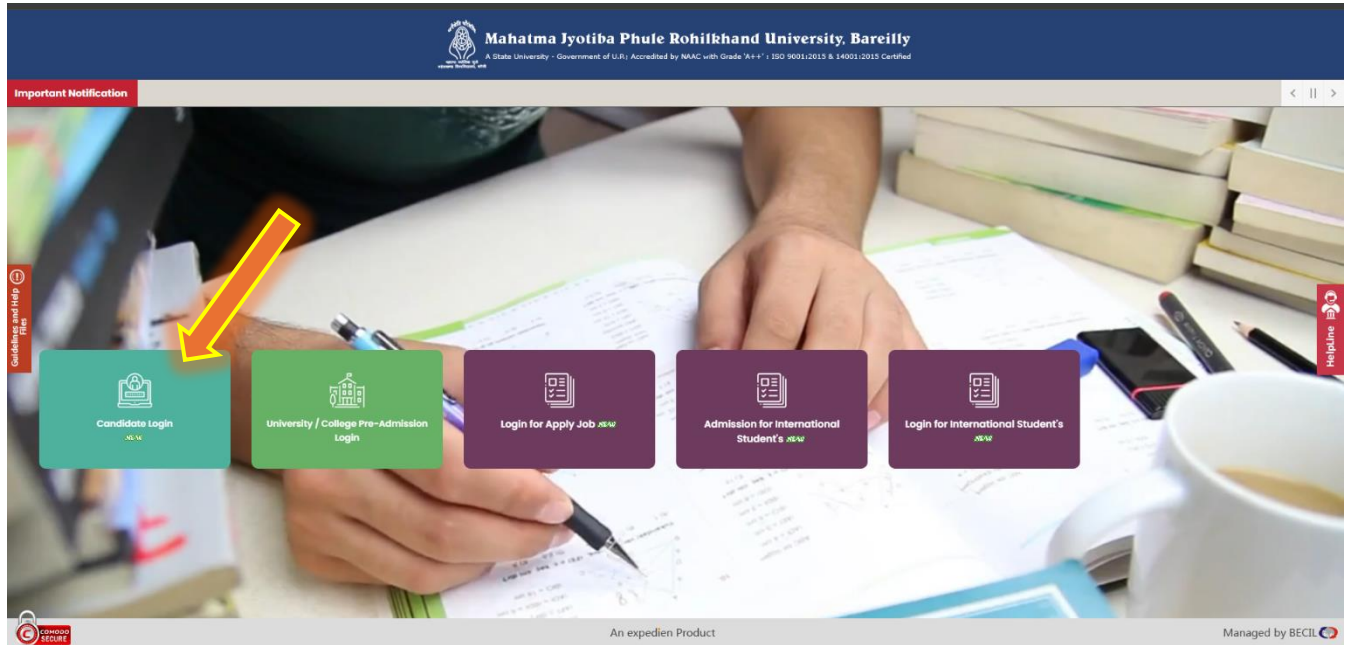 Mahatma Jyotiba Phule Rohilkhand University, Bareilly
A State University - Government of U.P.; Accredited by NAAC with Grade 'A++' : ISO 9001:2015 & 14001:2015 Certified
Important Notification
Guidelines and Help
Files
HelpLine
Candidate Login
NEW
University / College Pre-Admission
Login
Login for Apply Job NEW
Admission for International
Student's NEW
Login for International Student's
NEW
COMODO
SECURE
An expedien Product
Managed by BECIL